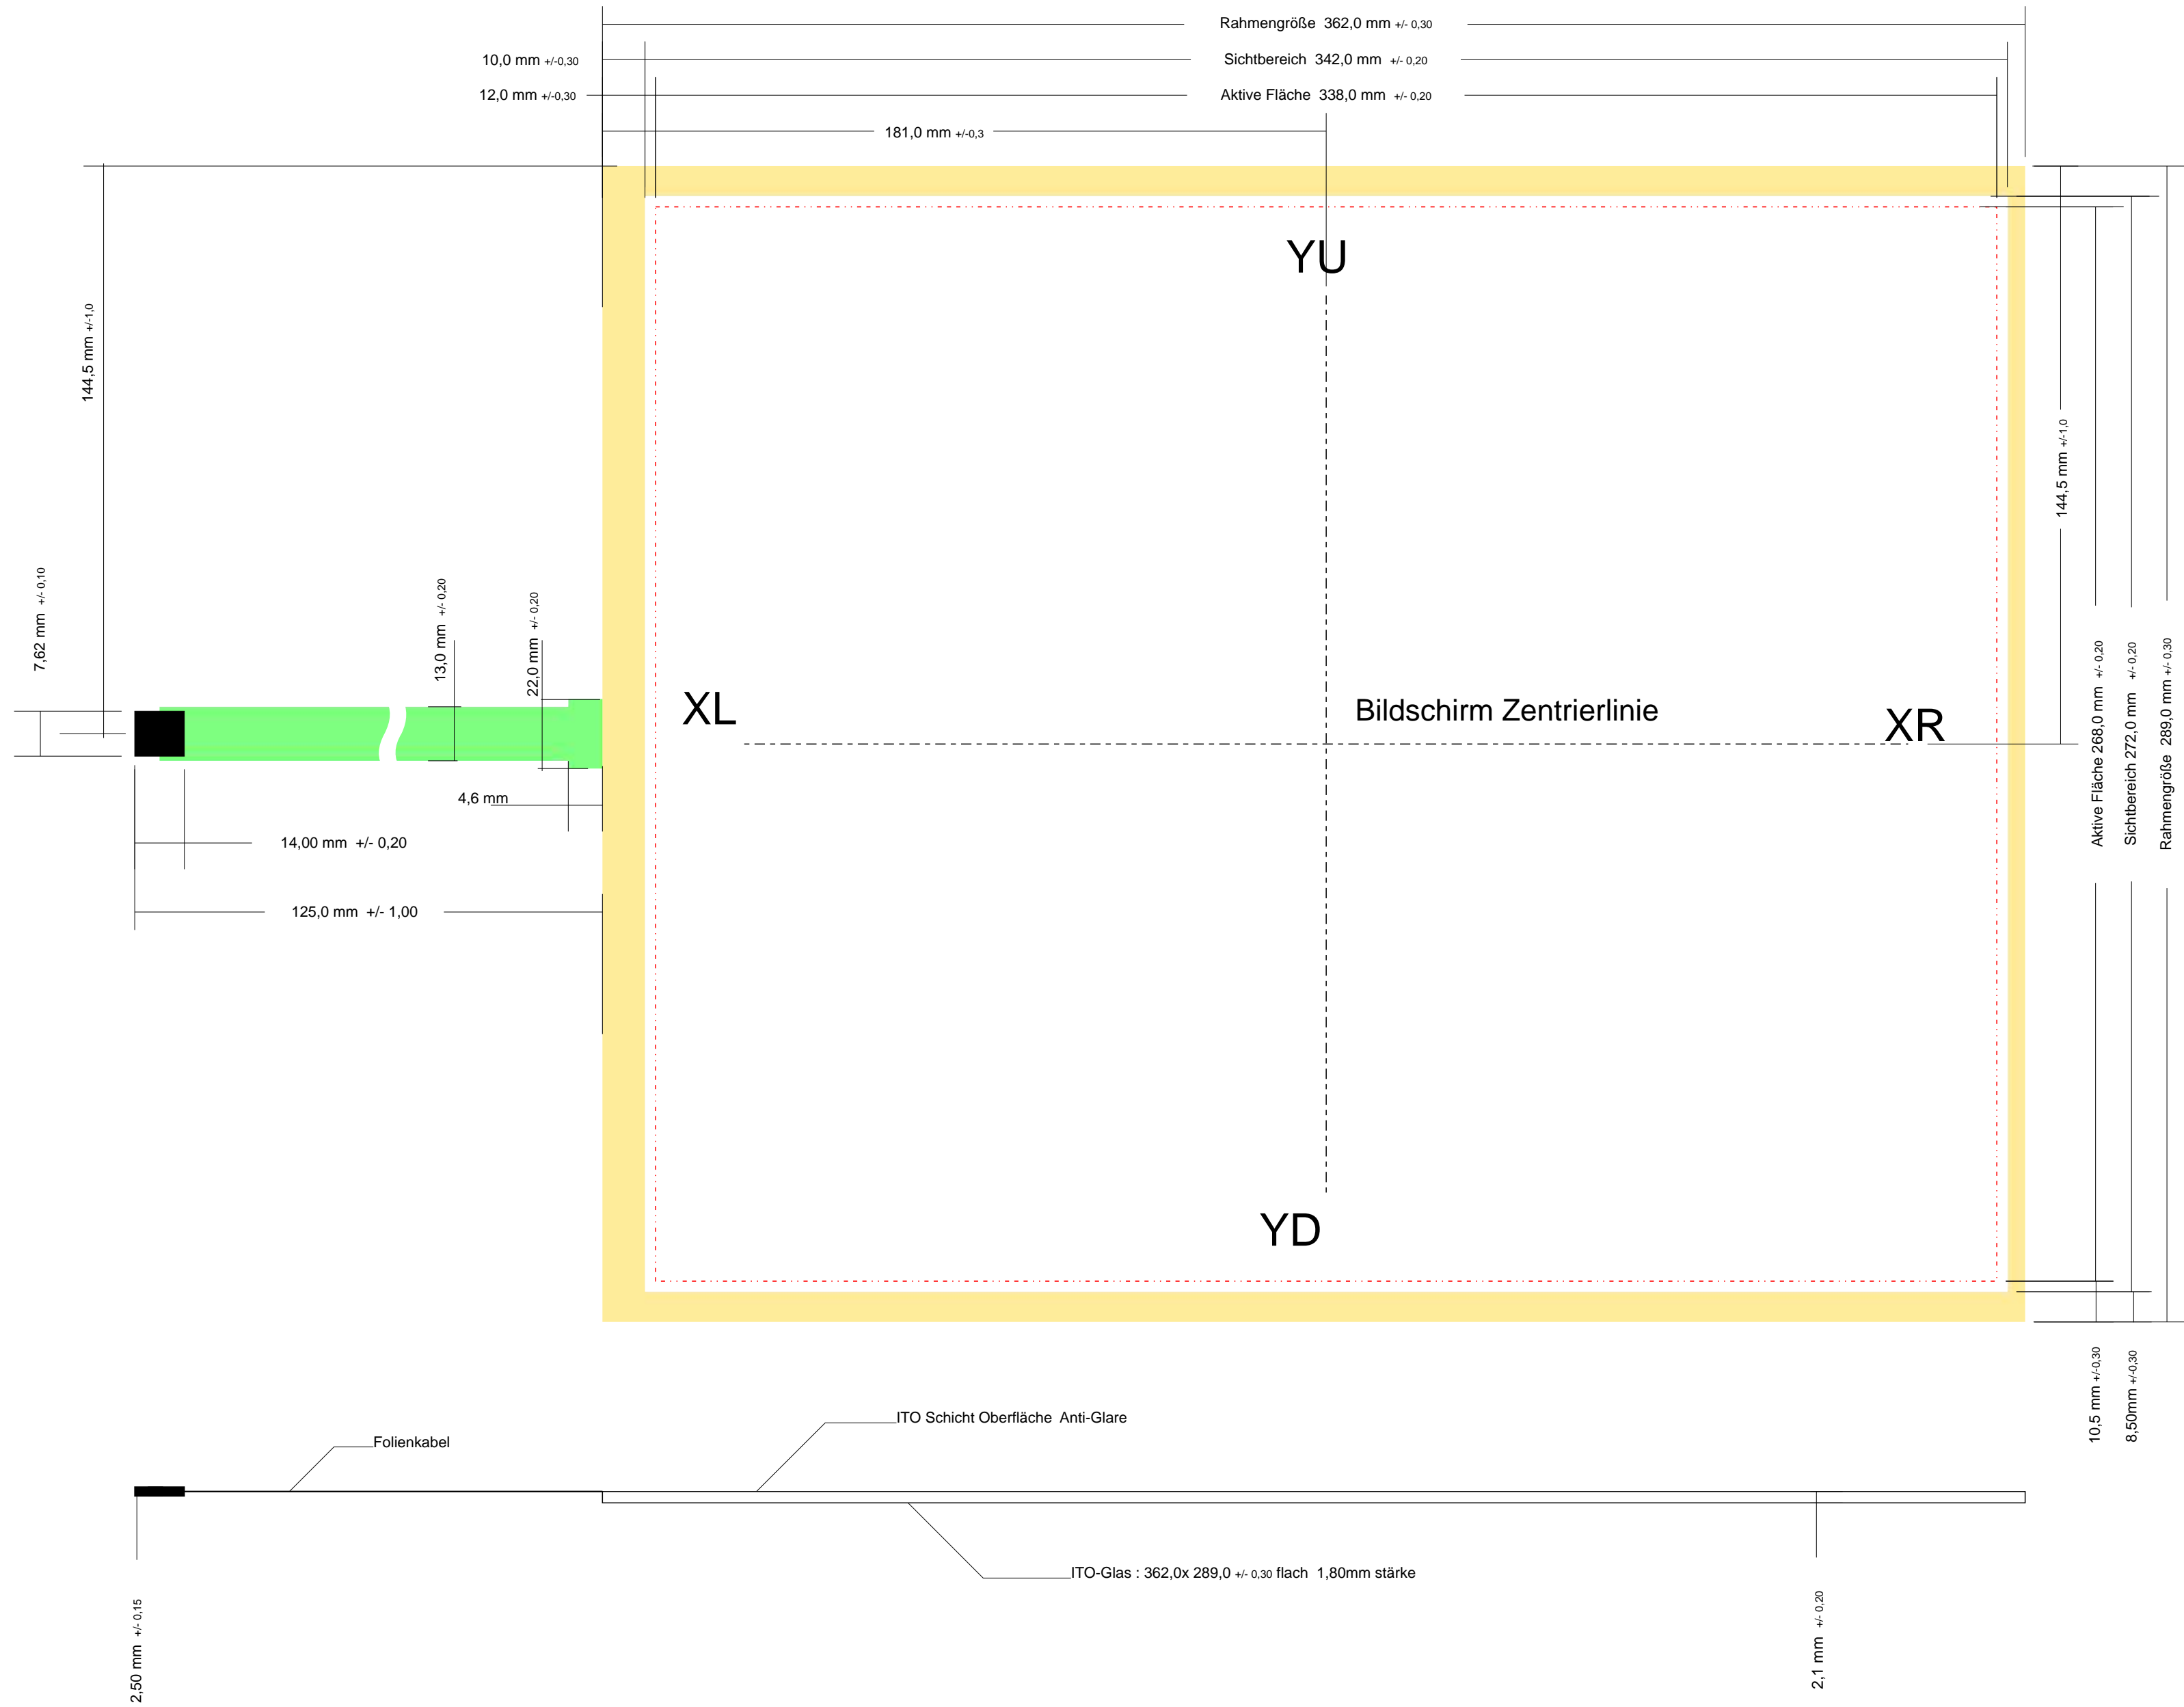 Rahmengröße 362,0 mm +/- 0,30
10,0 mm +/-0,30
Sichtbereich 342,0 mm +/- 0,20
12,0 mm +/-0,30
Aktive Fläche 338,0 mm +/- 0,20
181,0 mm +/-0,3
YU
144,5 mm +/-1,0
144,5 mm +/-1,0
7,62 mm +/- 0,10
13,0 mm +/- 0,20
22,0 mm +/- 0,20
XL
Bildschirm Zentrierlinie
XR
Aktive Fläche 268,0 mm +/- 0,20
Sichtbereich 272,0 mm +/- 0,20
Rahmengröße 289,0 mm +/- 0,30
4,6 mm
14,00 mm +/- 0,20
125,0 mm +/- 1,00
YD
10,5 mm +/-0,30
8,50mm +/-0,30
ITO Schicht Oberfläche Anti-Glare
Folienkabel
ITO-Glas : 362,0x 289,0 +/- 0,30 flach 1,80mm stärke
2,50 mm +/- 0,15
2,1 mm +/- 0,20